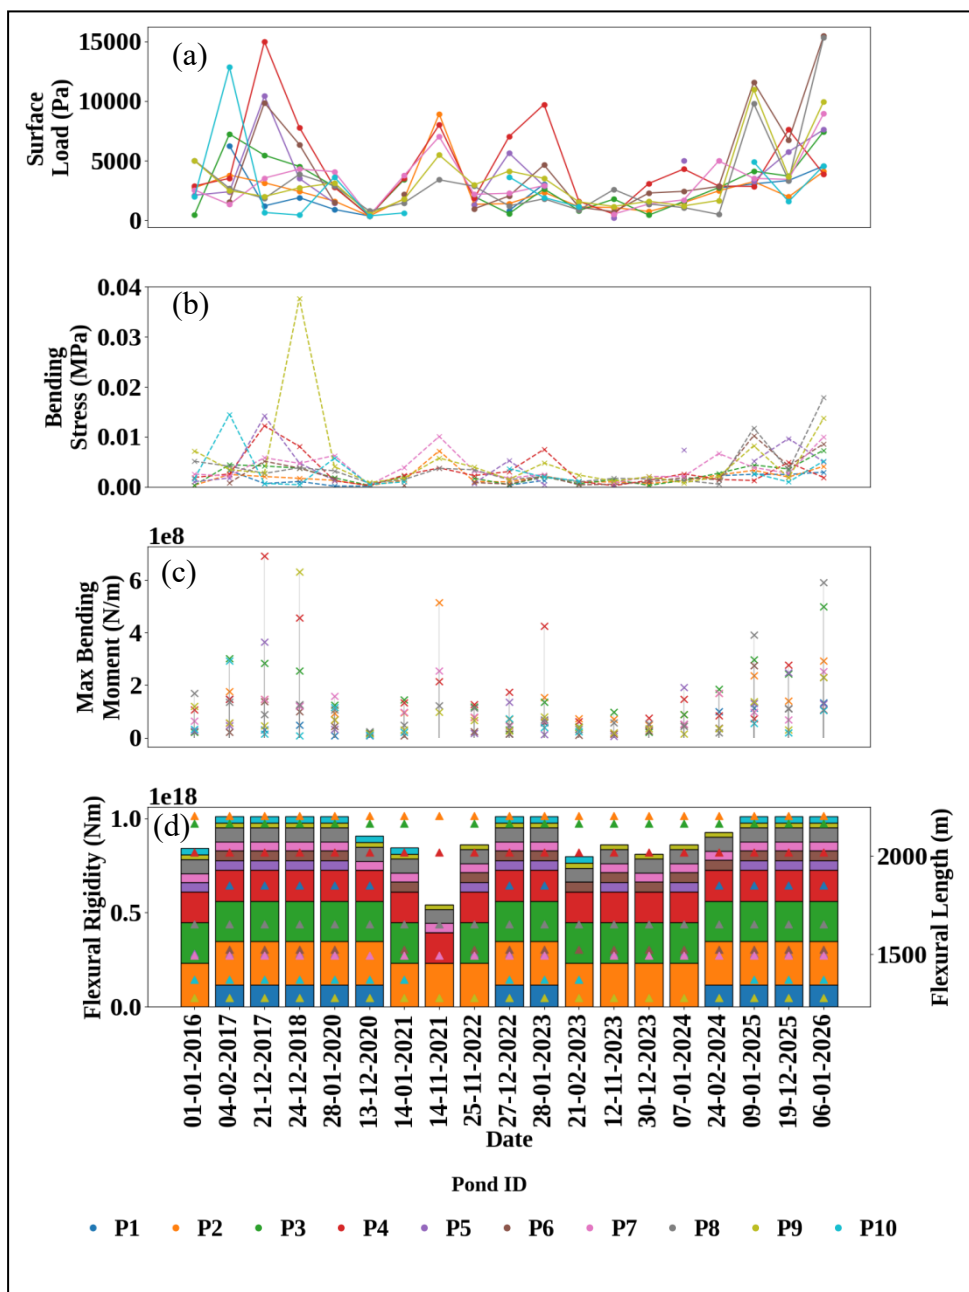 (a)
Surface
Load (Pa)
15000
10000
5000
0
(b)
Bending
Stress (MPa)
0.04
0.03
0.02
0.01
0.00
1e8
(c)
Max Bending
Moment (N/m)
6
4
2
0
1e18
(d)
Flexural Rigidity (Nm)
1.0
0.5
0.0
2000
1500
Flexural Length (m)
01-01-2016
04-02-2017
21-12-2017
24-12-2018
28-01-2020
13-12-2020
14-01-2021
14-11-2021
25-11-2022
27-12-2022
28-01-2023
21-02-2023
12-11-2023
30-12-2023
07-01-2024
24-02-2024
09-01-2025
19-12-2025
06-01-2026
Date
Pond ID
P1 P2 P3 P4 P5 P6 P7 P8 P9 P10